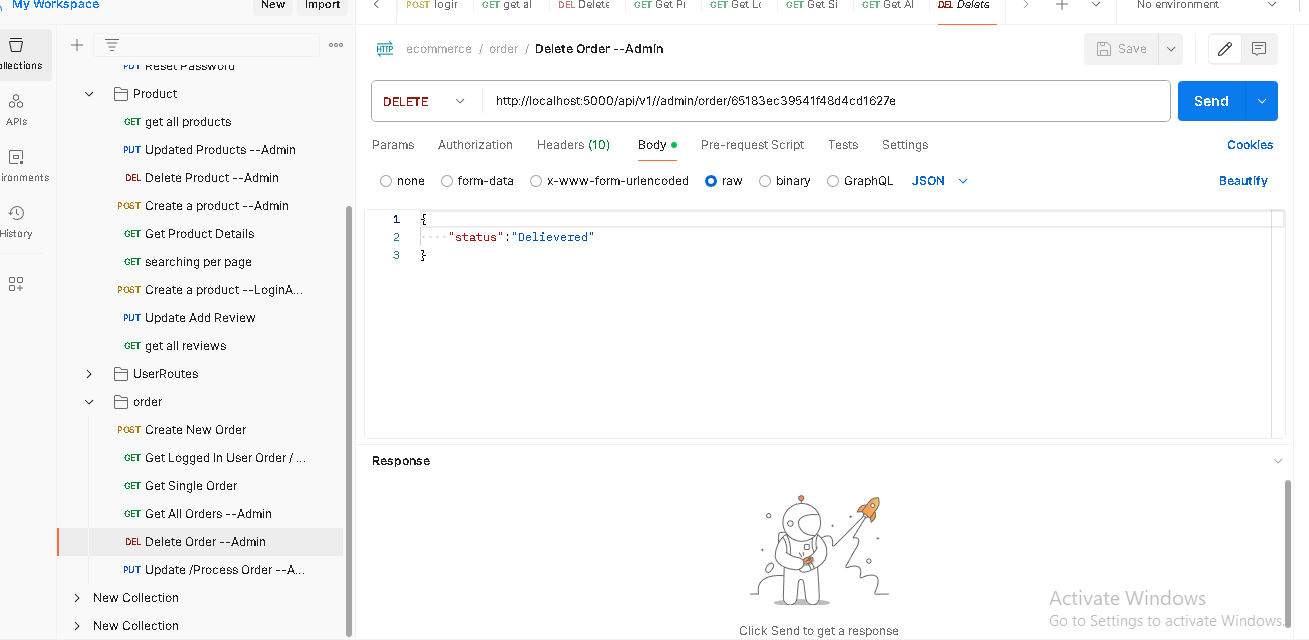 My Workspace New Import
POST login GET get al DEL Delete GET Get Pr GET Get Lo GET Get Si GET Get Al DEL Delete No environment
ollections
APIs
ironments
History
PUT Reset Password
Product
GET get all products
PUT Updated Products --Admin
DEL Delete Product --Admin
POST Create a product --Admin
GET Get Product Details
GET searching per page
POST Create a product --LoginA...
PUT Update Add Review
GET get all reviews
UserRoutes
order
POST Create New Order
GET Get Logged In User Order / ...
GET Get Single Order
GET Get All Orders --Admin
DEL Delete Order --Admin
PUT Update /Process Order --A...
New Collection
New Collection
HTTP ecommerce / order / Delete Order --Admin Save
DELETE http://localhost:5000/api/v1//admin/order/65183ec39541f48d4cd1627e Send
Params Authorization Headers (10) Body Pre-request Script Tests Settings Cookies
none form-data x-www-form-urlencoded raw binary GraphQL JSON Beautify
1 {
2 "status":"Delievered"
3 }
Response
Click Send to get a response
Activate Windows
Go to Settings to activate Windows.